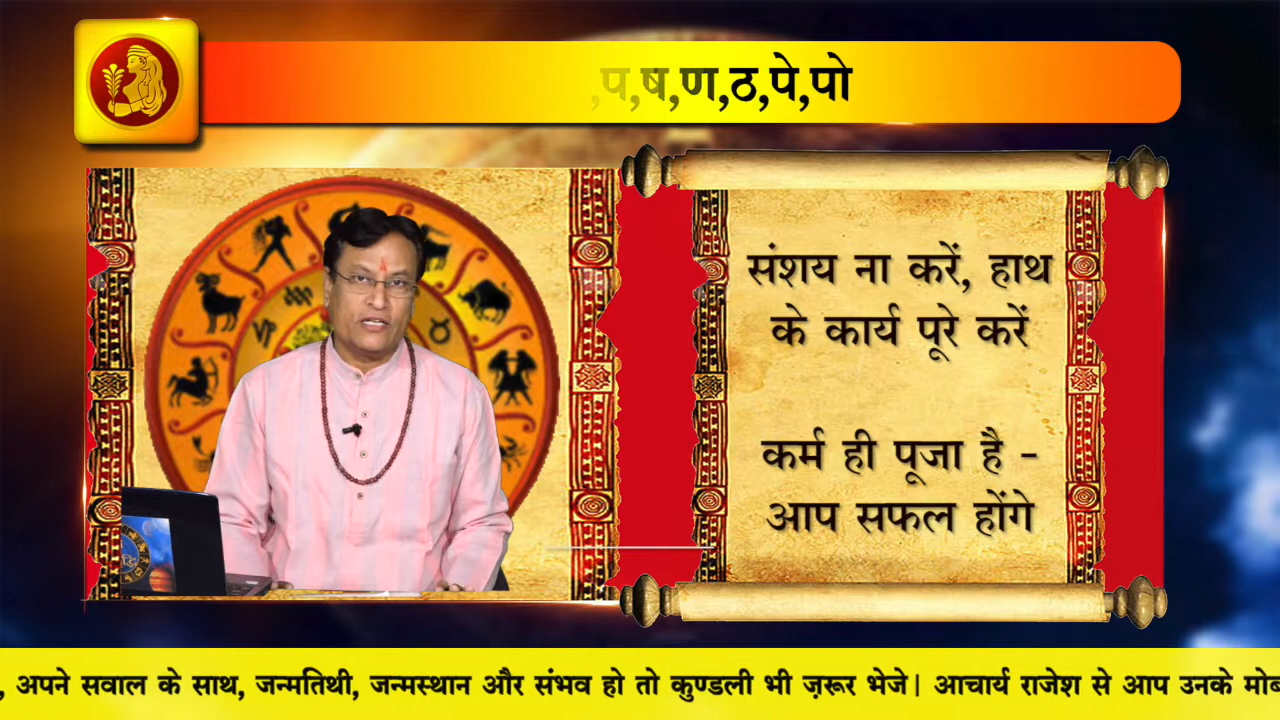 ,प,ष,ण,ठ,पे,पो
संशय ना करें, हाथ
के कार्य पूरे करें
कर्म ही पूजा है -
आप सफल होंगे
, अपने सवाल के साथ, जन्मतिथी, जन्मस्थान और संभव हो तो कुण्डली भी ज़रूर भेजे। आचार्य राजेश से आप उनके